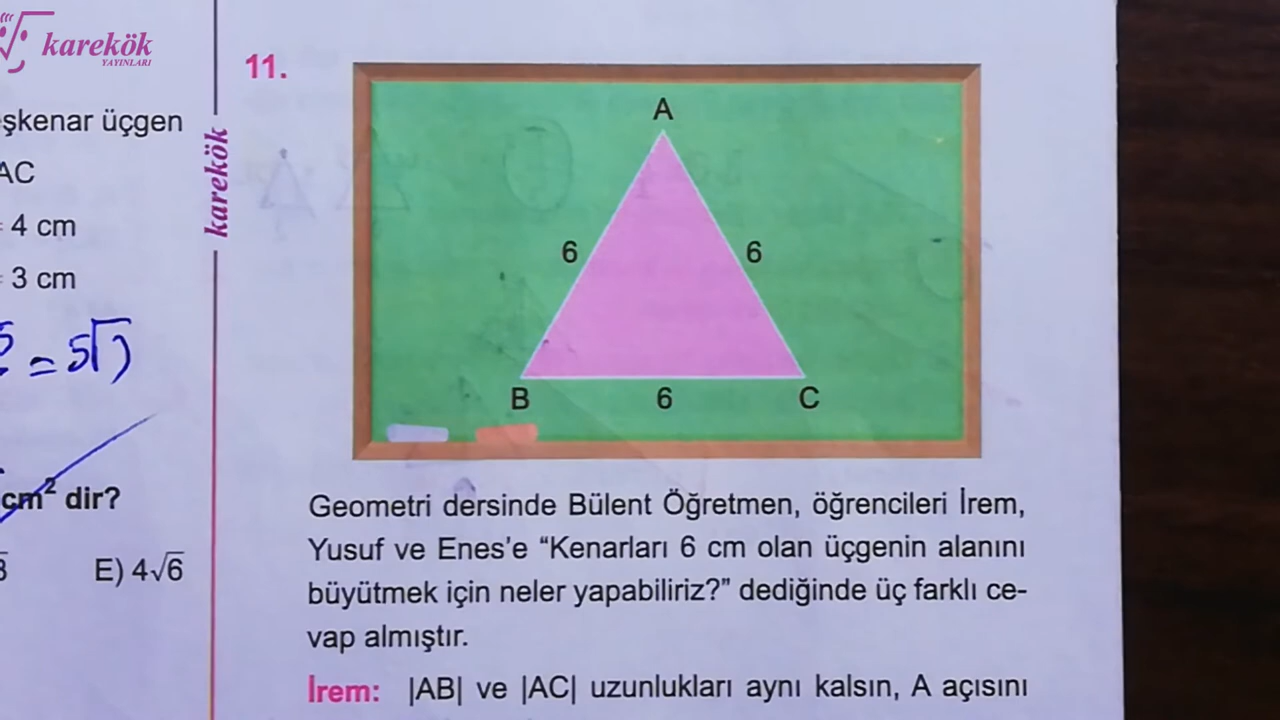 karekök
YAYINLARI
şkenar üçgen
AC
= 4 cm
= 3 cm
= 5√3
cm² dir?
E) 4√6
karekök
11.
A
6
6
B
6
C
Geometri dersinde Bülent Öğretmen, öğrencileri İrem,
Yusuf ve Enes'e “Kenarları 6 cm olan üçgenin alanını
büyütmek için neler yapabiliriz?” dediğinde üç farklı ce-
vap almıştır.
İrem: |AB| ve |AC| uzunlukları aynı kalsın, A açısını